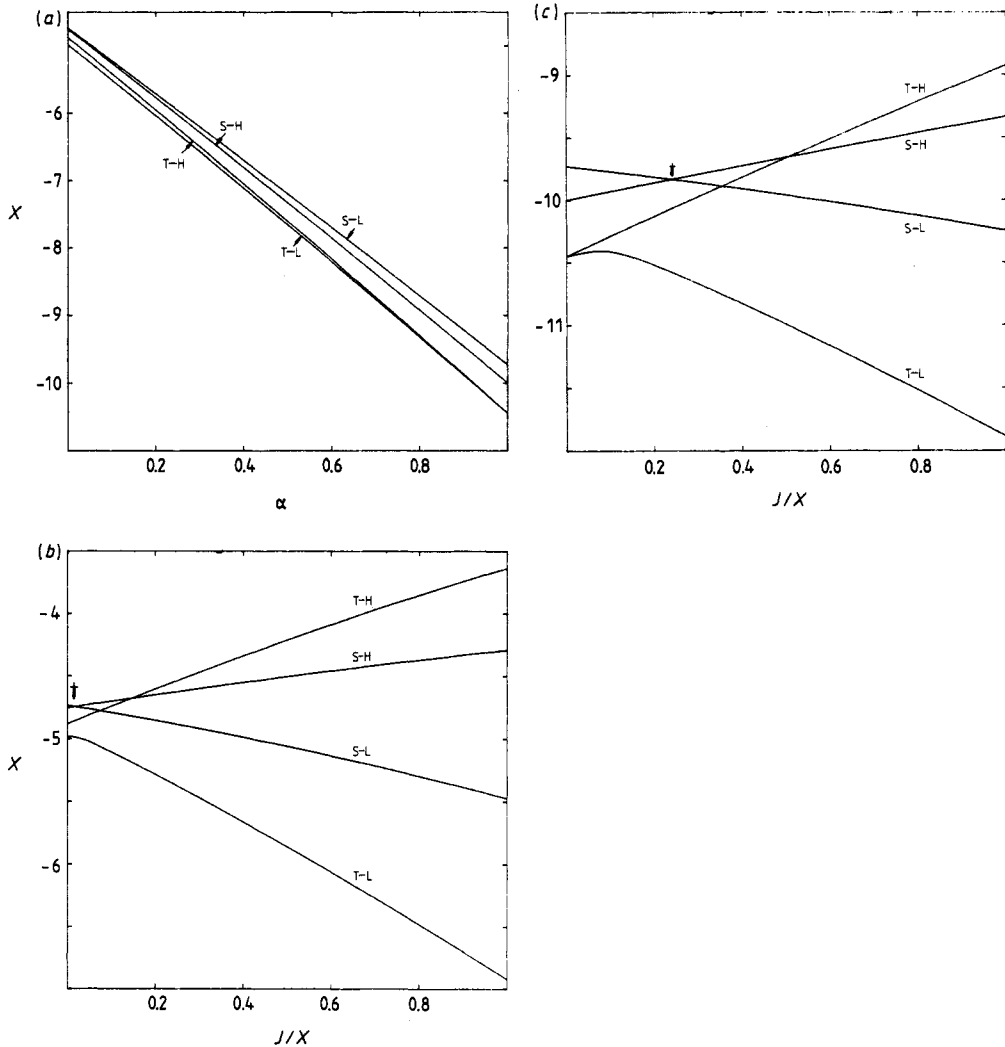 (a)
-6
-7
X
-8
-9
-10
S-H
T-H
S-L
T-L
0.2 0.4 0.6 0.8
α
(c)
-9
-10
-11
T-H
S-H
†
S-L
T-L
0.2 0.4 0.6 0.8
J/X
(b)
-4
-5
X
-6
T-H
S-H
†
S-L
T-L
0.2 0.4 0.6 0.8
J/X